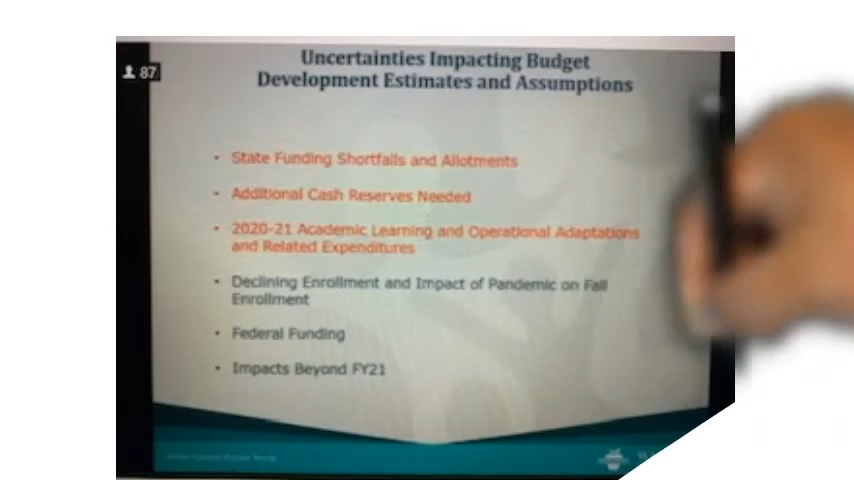 Uncertainties Impacting Budget
Development Estimates and Assumptions
87
• State Funding Shortfalls and Allotments
• Additional Cash Reserves Needed
• 2020-21 Academic Learning and Operational Adaptations
and Related Expenditures
• Declining Enrollment and Impact of Pandemic on Fall
Enrollment
• Federal Funding
• Impacts Beyond FY21